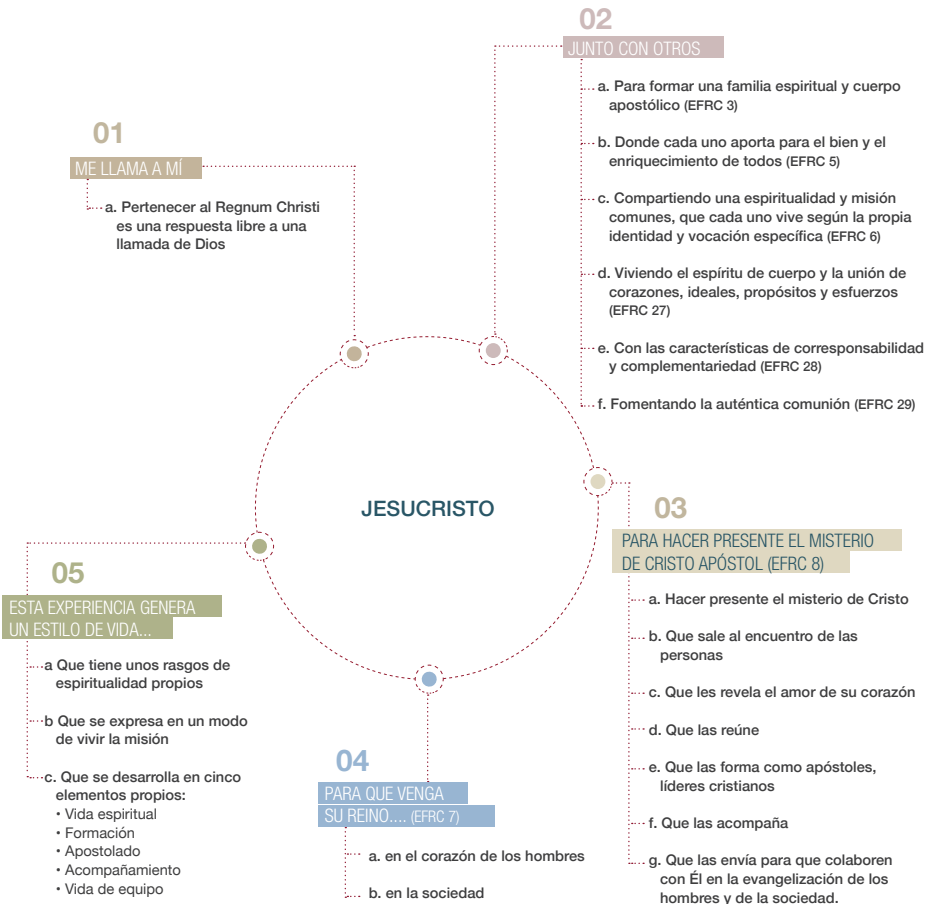 01
ME LLAMA A MÍ
a. Pertenecer al Regnum Christi
es una respuesta libre a una
llamada de Dios
02
JUNTO CON OTROS
a. Para formar una familia espiritual y cuerpo
apostólico (EFRC 3)
b. Donde cada uno aporta para el bien y el
enriquecimiento de todos (EFRC 5)
c. Compartiendo una espiritualidad y misión
comunes, que cada uno vive según la propia
identidad y vocación específica (EFRC 6)
d. Viviendo el espíritu de cuerpo y la unión de
corazones, ideales, propósitos y esfuerzos
(EFRC 27)
e. Con las características de corresponsabilidad
y complementariedad (EFRC 28)
f. Fomentando la auténtica comunión (EFRC 29)
JESUCRISTO
03
PARA HACER PRESENTE EL MISTERIO
DE CRISTO APÓSTOL (EFRC 8)
a. Hacer presente el misterio de Cristo
b. Que sale al encuentro de las
personas
c. Que les revela el amor de su corazón
d. Que las reúne
e. Que las forma como apóstoles,
líderes cristianos
f. Que las acompaña
g. Que las envía para que colaboren
con Él en la evangelización de los
hombres y de la sociedad.
04
PARA QUE VENGA
SU REINO.... (EFRC 7)
a. en el corazón de los hombres
b. en la sociedad
05
ESTA EXPERIENCIA GENERA
UN ESTILO DE VIDA...
a Que tiene unos rasgos de
espiritualidad propios
b Que se expresa en un modo
de vivir la misión
c. Que se desarrolla en cinco
elementos propios:
• Vida espiritual
• Formación
• Apostolado
• Acompañamiento
• Vida de equipo